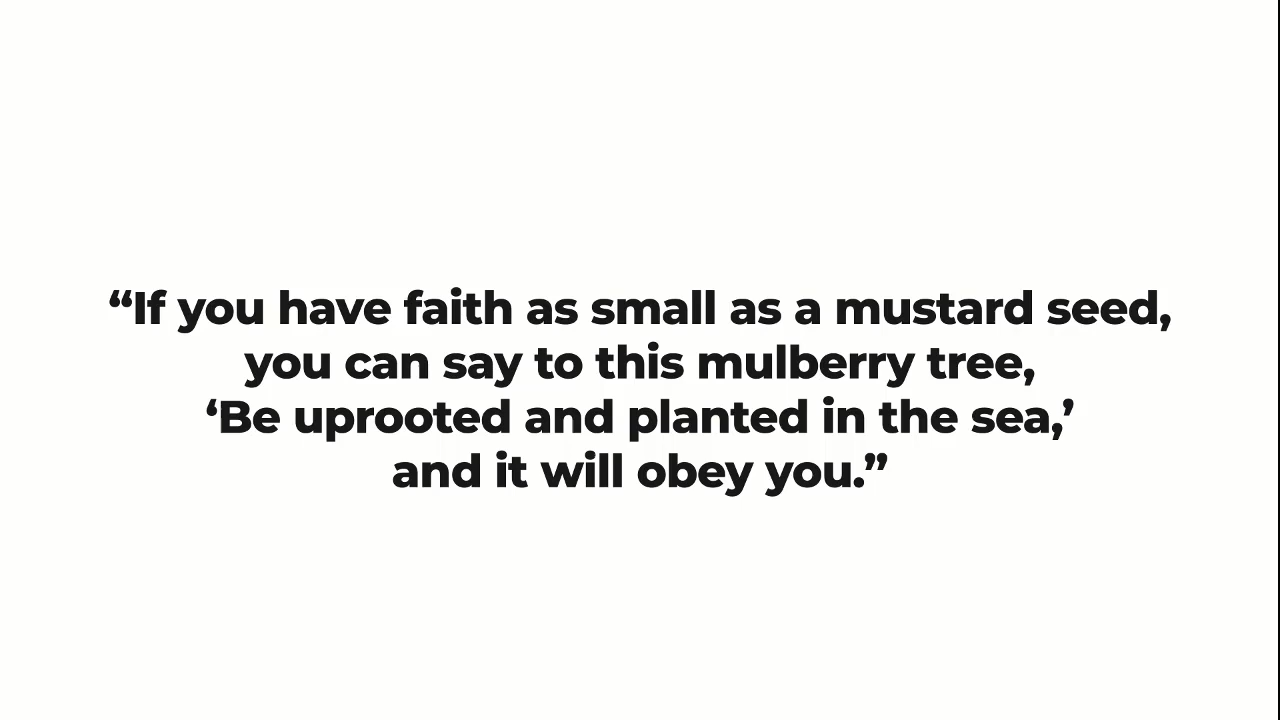 “If you have faith as small as a mustard seed,
you can say to this mulberry tree,
‘Be uprooted and planted in the sea,’
and it will obey you.”